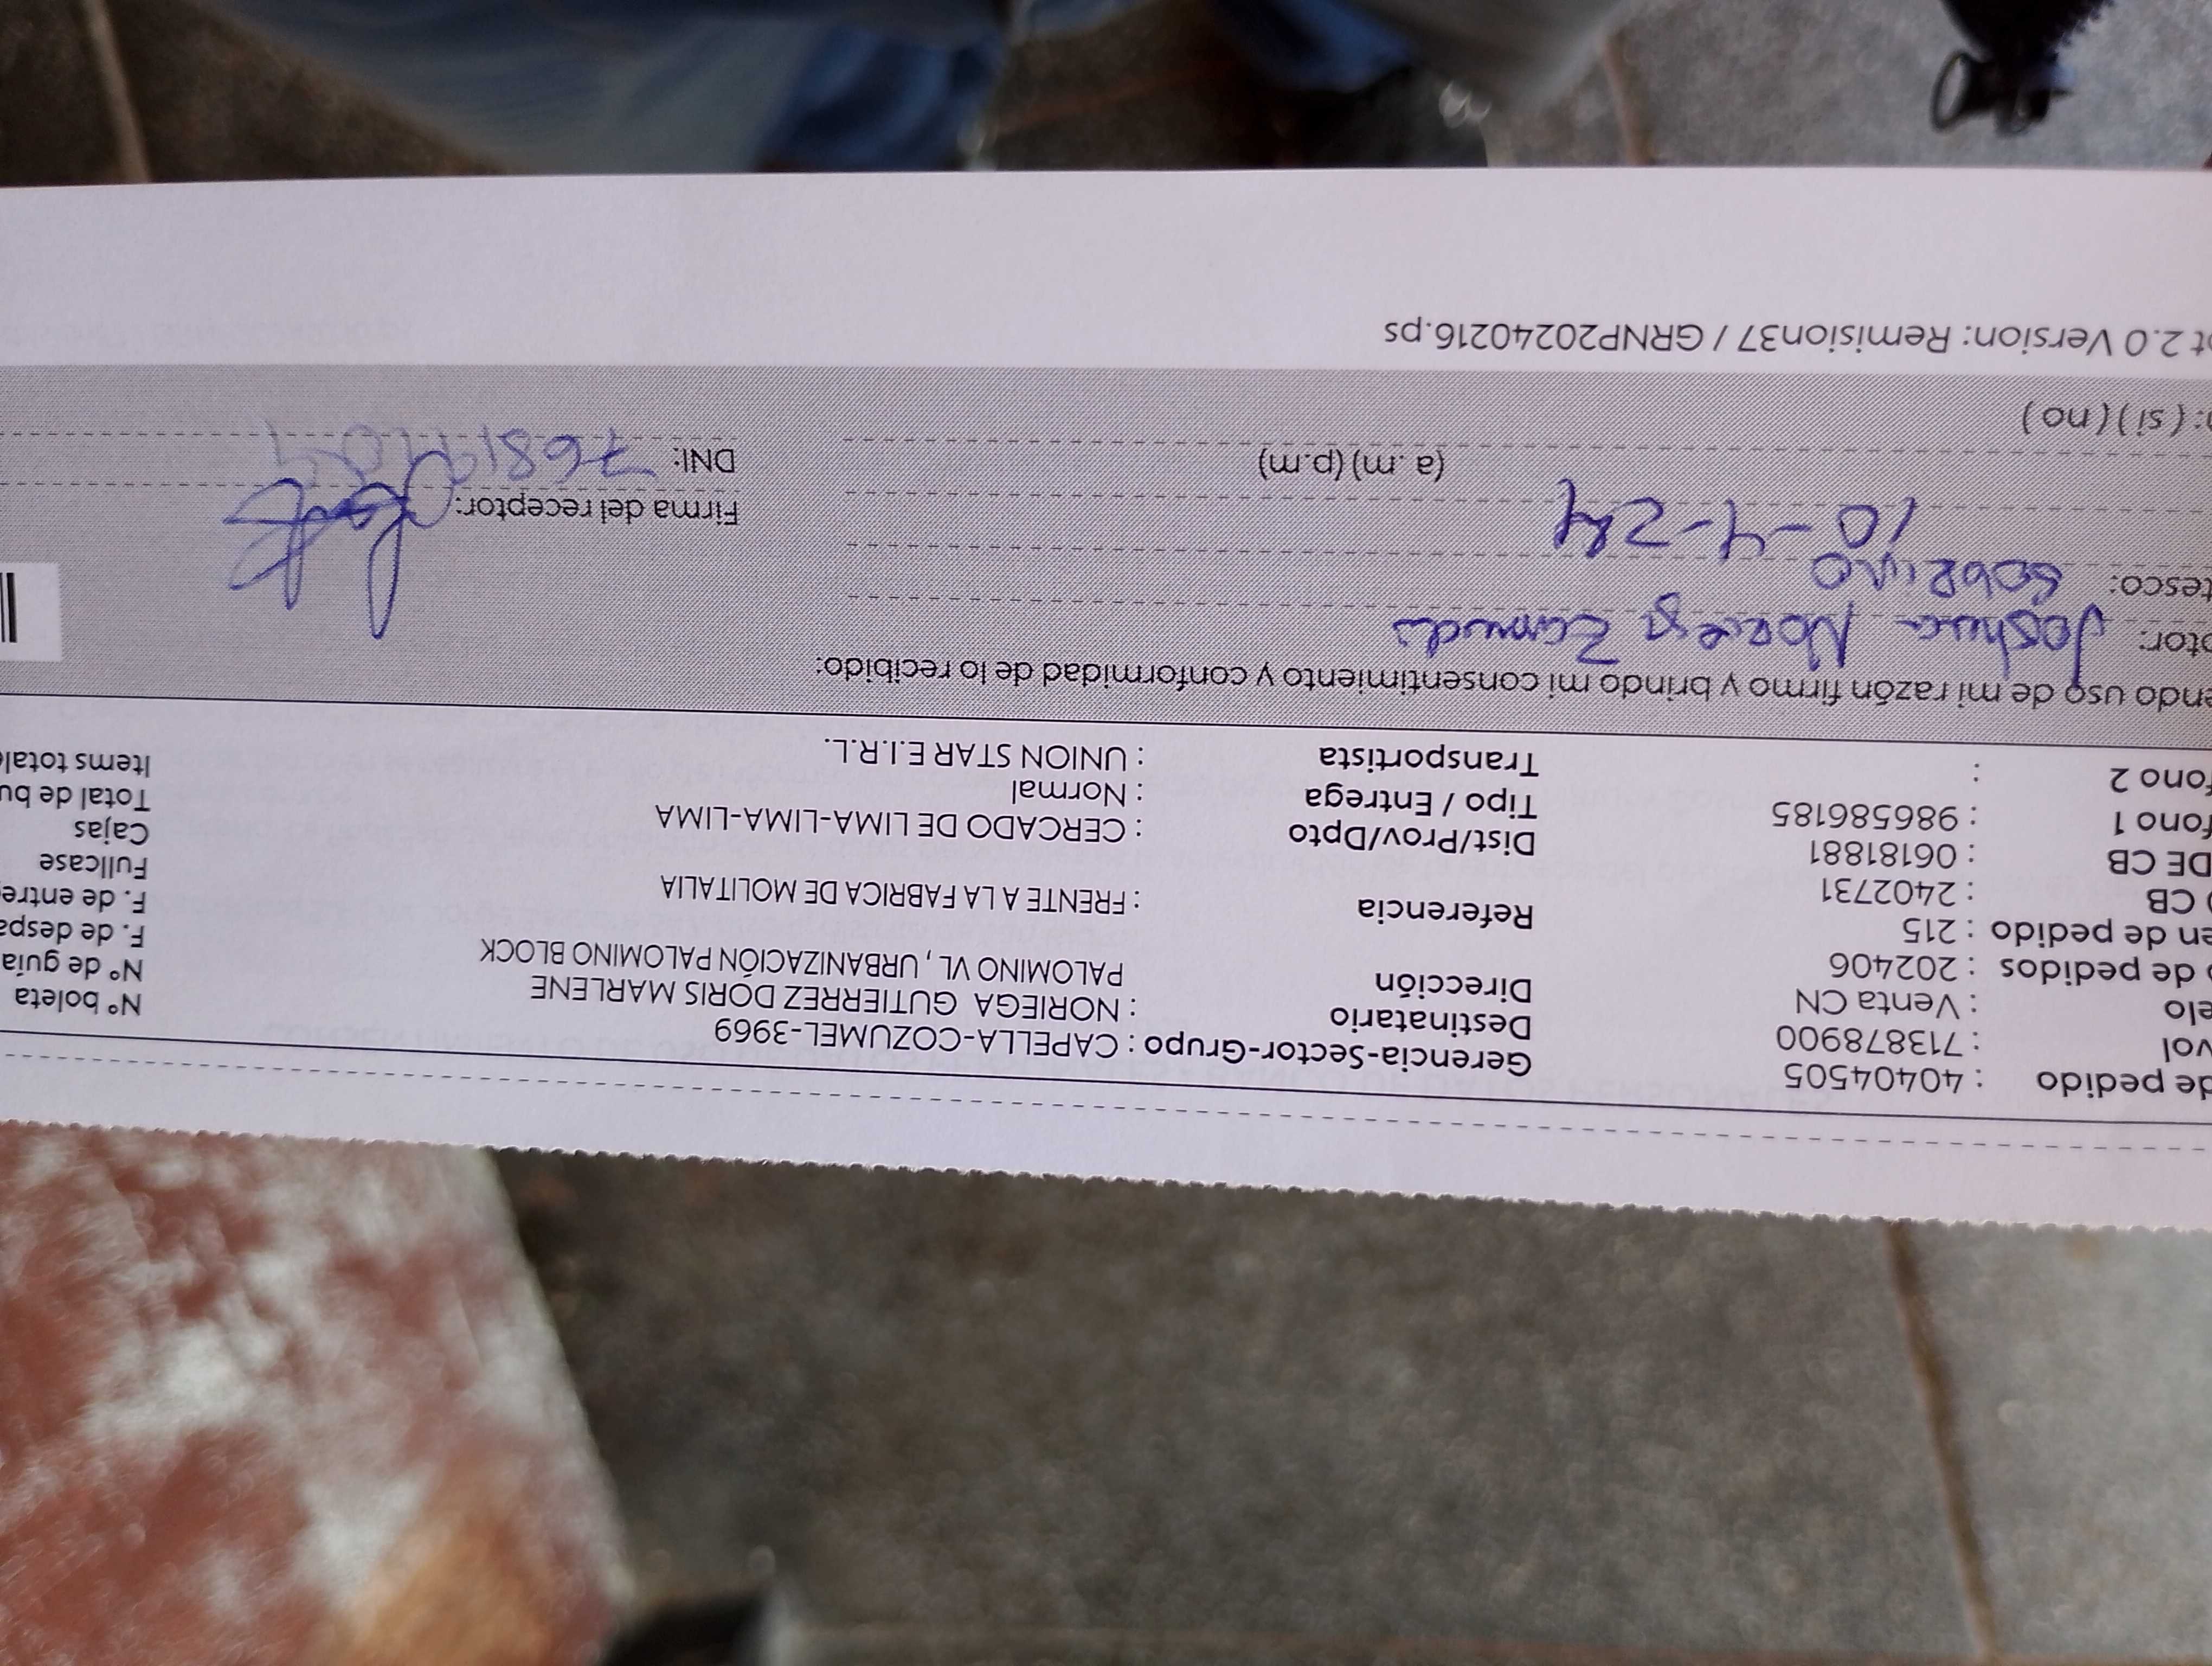 de pedido : 40404505 Gerencia-Sector-Grupo : CAPELLA-COZUMEL-3969 Nº boleta
vol : 713878900 Destinatario : NORIEGA GUTIERREZ DORIS MARLENE Nº de guía
elo : Venta CN Dirección PALOMINO VL , URBANIZACIÓN PALOMINO BLOCK F. de despa
o de pedidos : 202406 F. de entre
en de pedido : 215 Referencia : FRENTE A LA FABRICA DE MOLITALIA Fullcase
O CB : 2402731 Cajas
DE CB : 06181881 Dist/Prov/Dpto : CERCADO DE LIMA-LIMA-LIMA Total de bu
fono 1 : 986586185 Tipo / Entrega : Normal Items totale
fono 2 : Transportista : UNION STAR E.I.R.L.
endo uso de mi razón firmo y brindo mi consentimiento y conformidad de lo recibido:
ptor: Joshua Noriega
tesco: SobRiNO
10-4-24 Firma del receptor:
(a .m) (p.m) DNI:
: ( si ) ( no )
pt 2.0 Version: Remision37 / GRNP20240216.ps